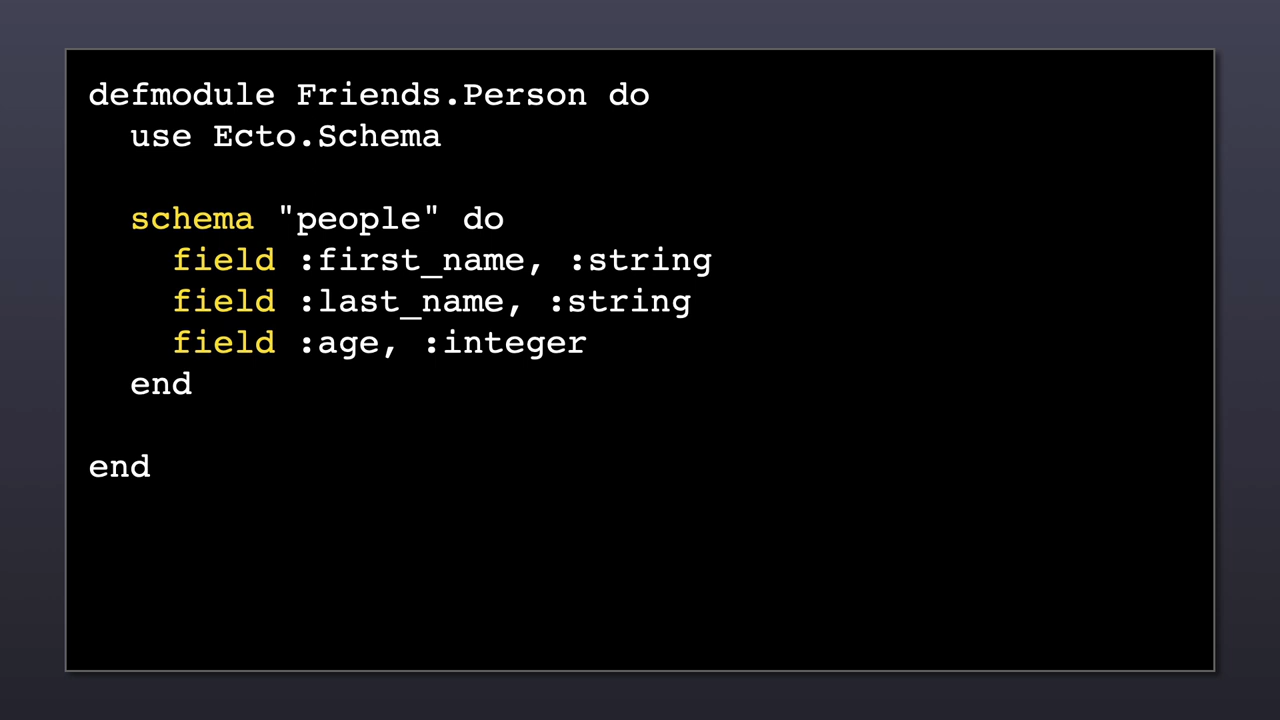 defmodule Friends.Person do
  use Ecto.Schema

  schema "people" do
    field :first_name, :string
    field :last_name, :string
    field :age, :integer
  end

end